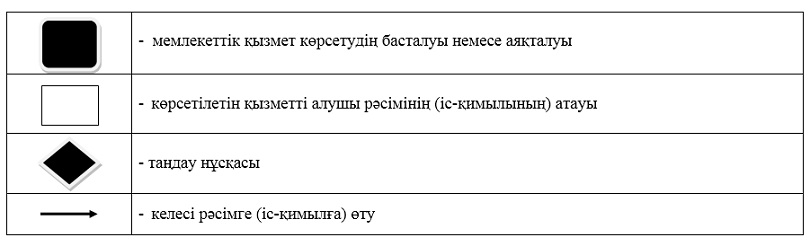 - мемлекеттік қызмет көрсетудің басталуы немесе аяқталуы
- көрсетілетін қызметті алушы рәсімінің (іс-қимылының) атауы
- таңдау нұсқасы
- келесі рәсімге (іс-қимылға) өту